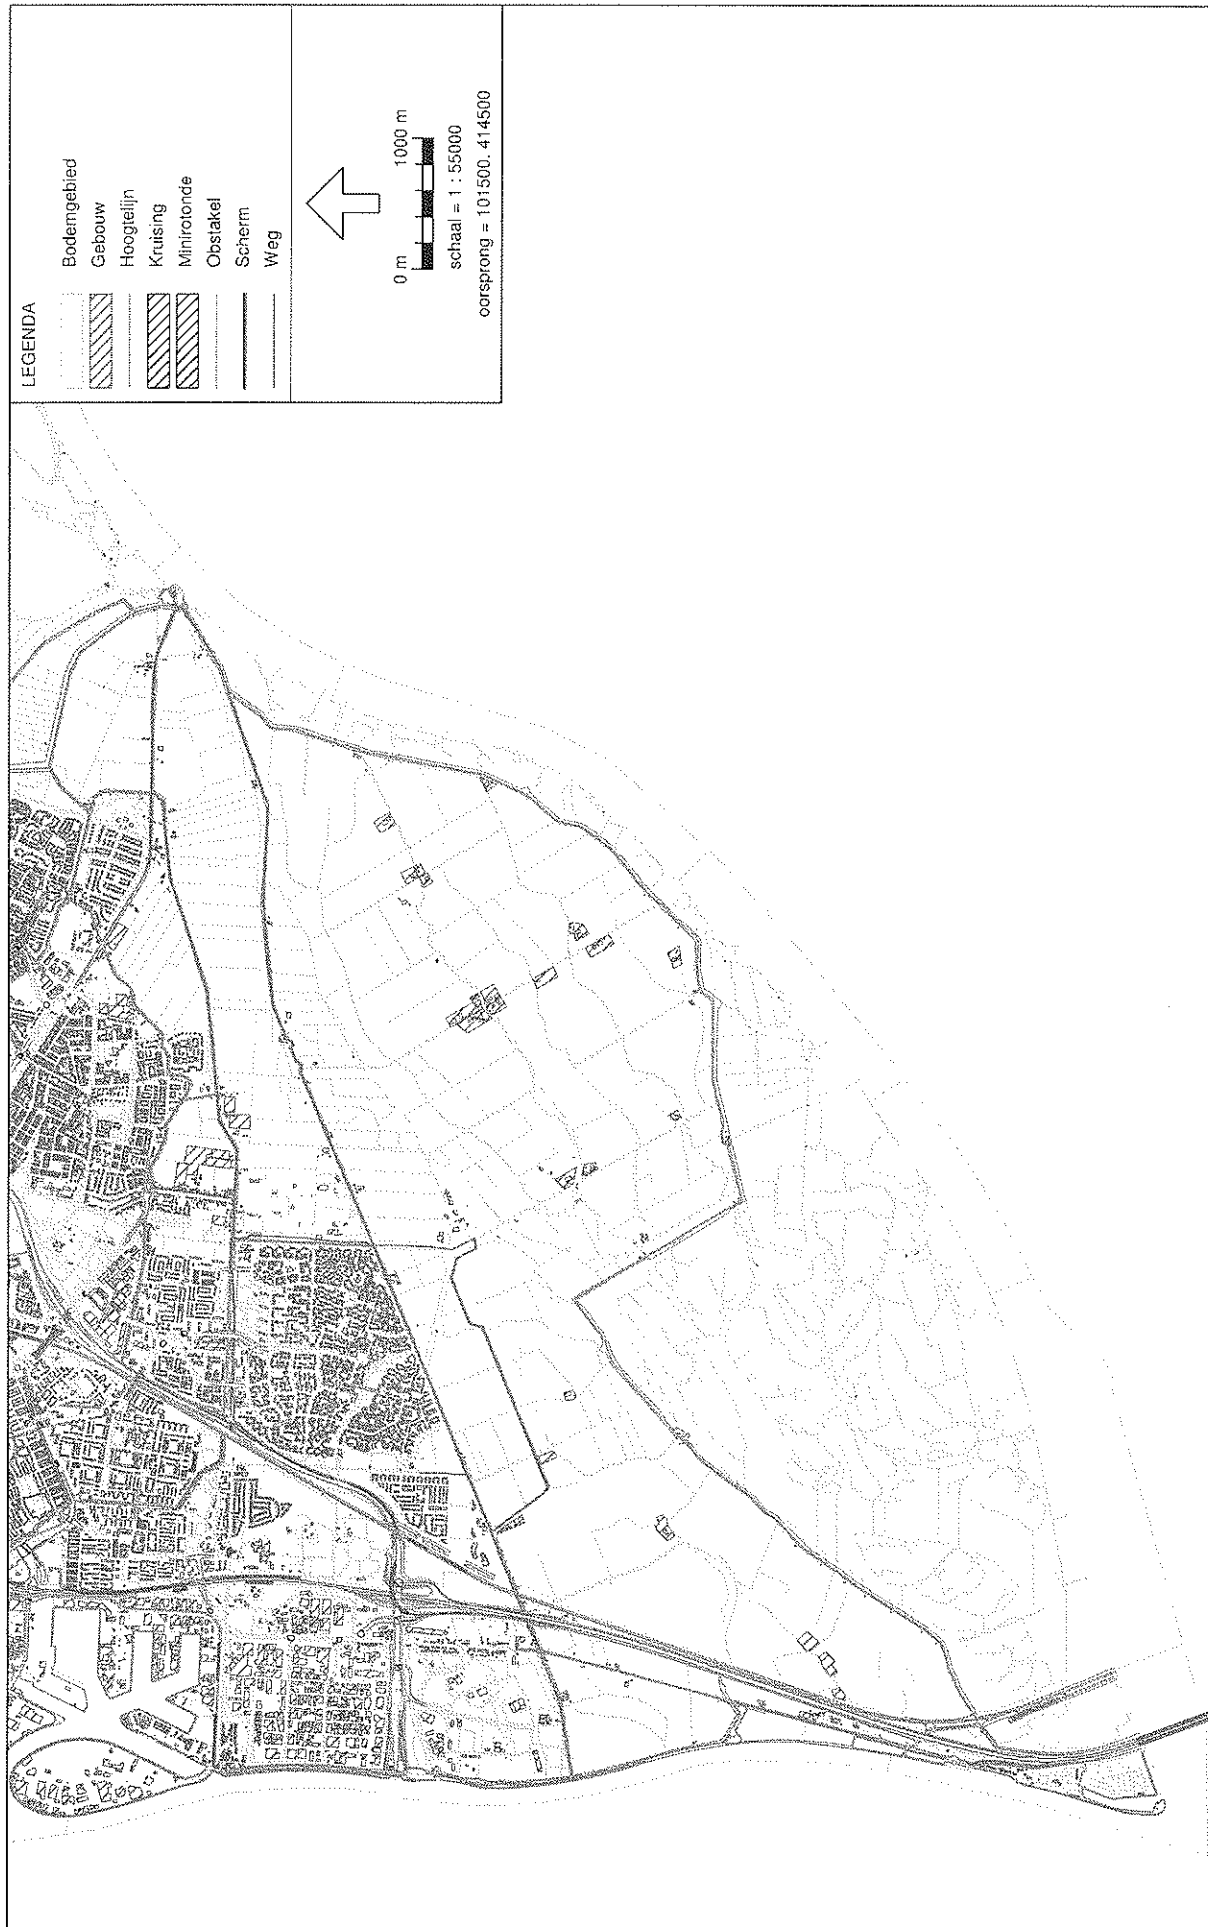 LEGENDA
Bodemgebied
Gebouw
Hoogtelijn
Kruising
Minirotonde
Obstakel
Scherm
Weg
0 m 1000 m
schaal = 1 : 55000
oorsprong = 101500, 414500